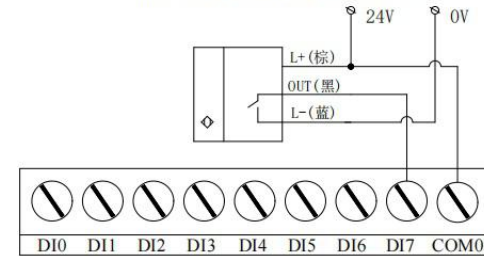 24V 0V
L+(棕)
OUT(黑)
L-(蓝)
DI0 DI1 DI2 DI3 DI4 DI5 DI6 DI7 COM0